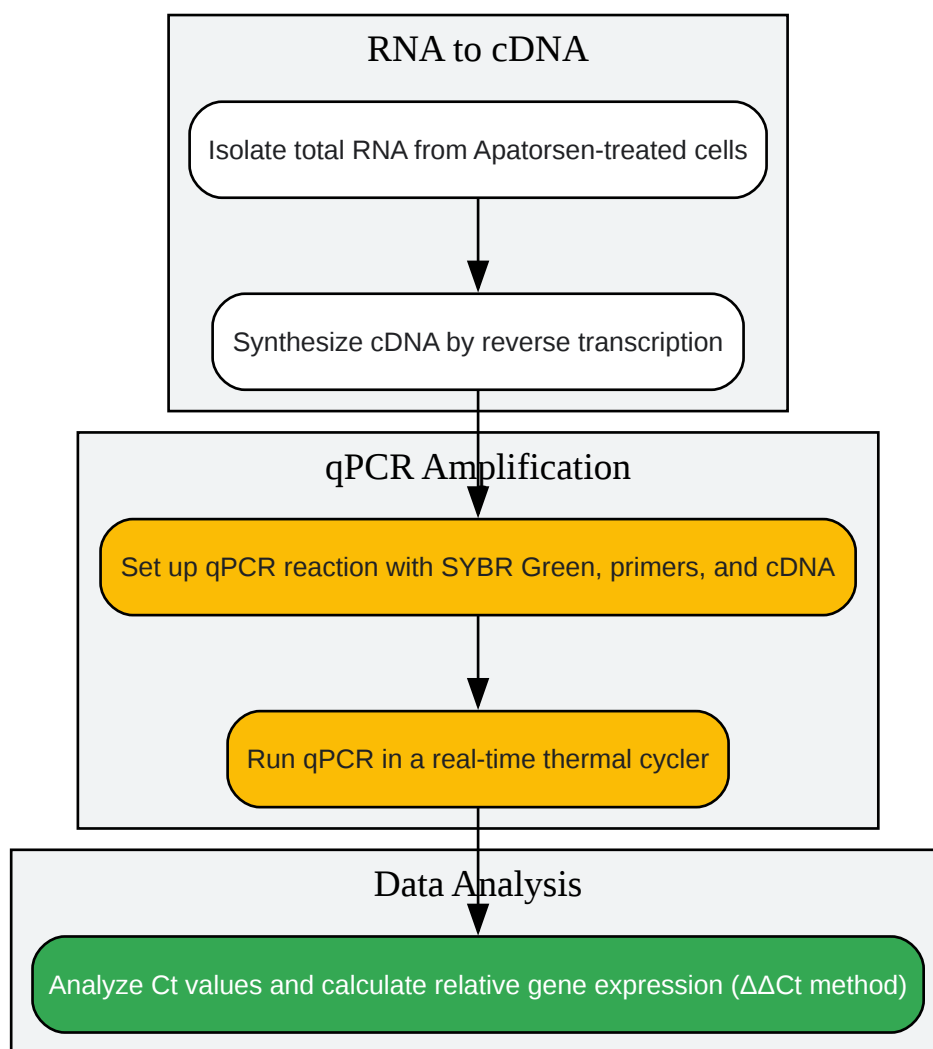 RNA to cDNA
Isolate total RNA from Apatorsen-treated cells
Synthesize cDNA by reverse transcription
qPCR Amplification
Set up qPCR reaction with SYBR Green, primers, and cDNA
Run qPCR in a real-time thermal cycler
Data Analysis
Analyze Ct values and calculate relative gene expression (ΔΔCt method)